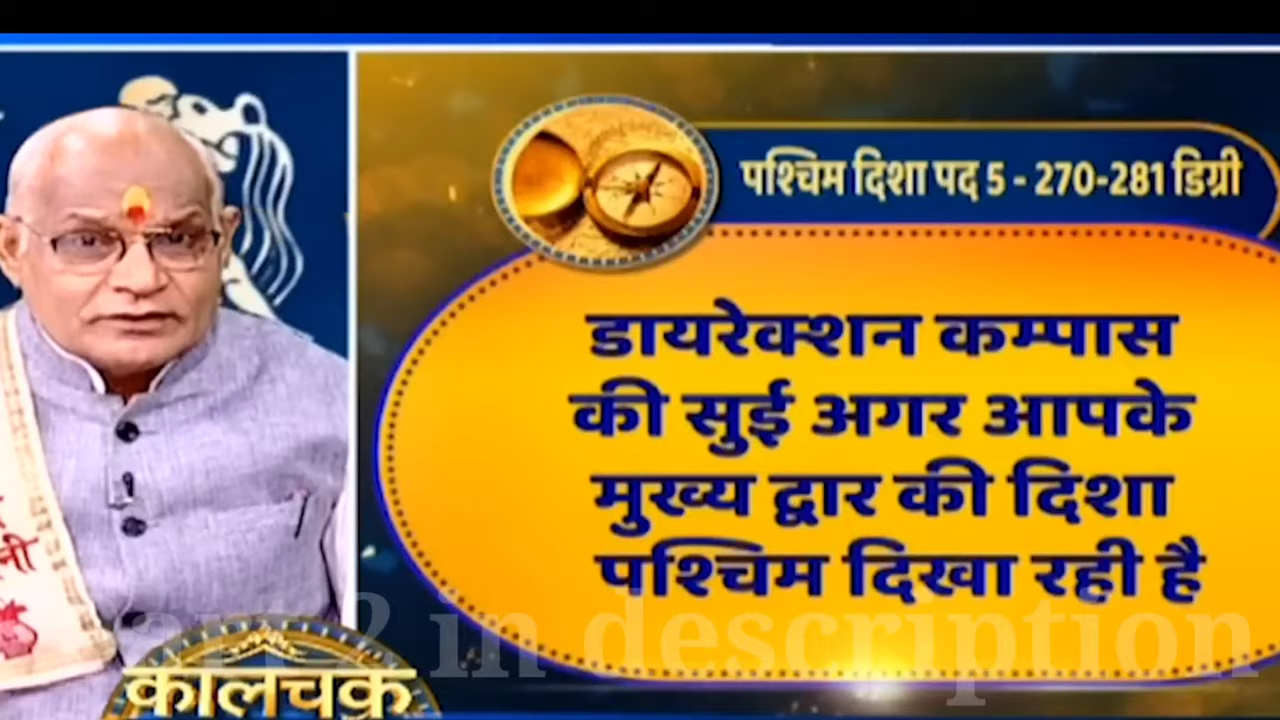 पश्चिम दिशा पद 5 - 270-281 डिग्री
डायरेक्शन कम्पास
की सुई अगर आपके
मुख्य द्वार की दिशा
पश्चिम दिखा रही है
in description
कालचक्र